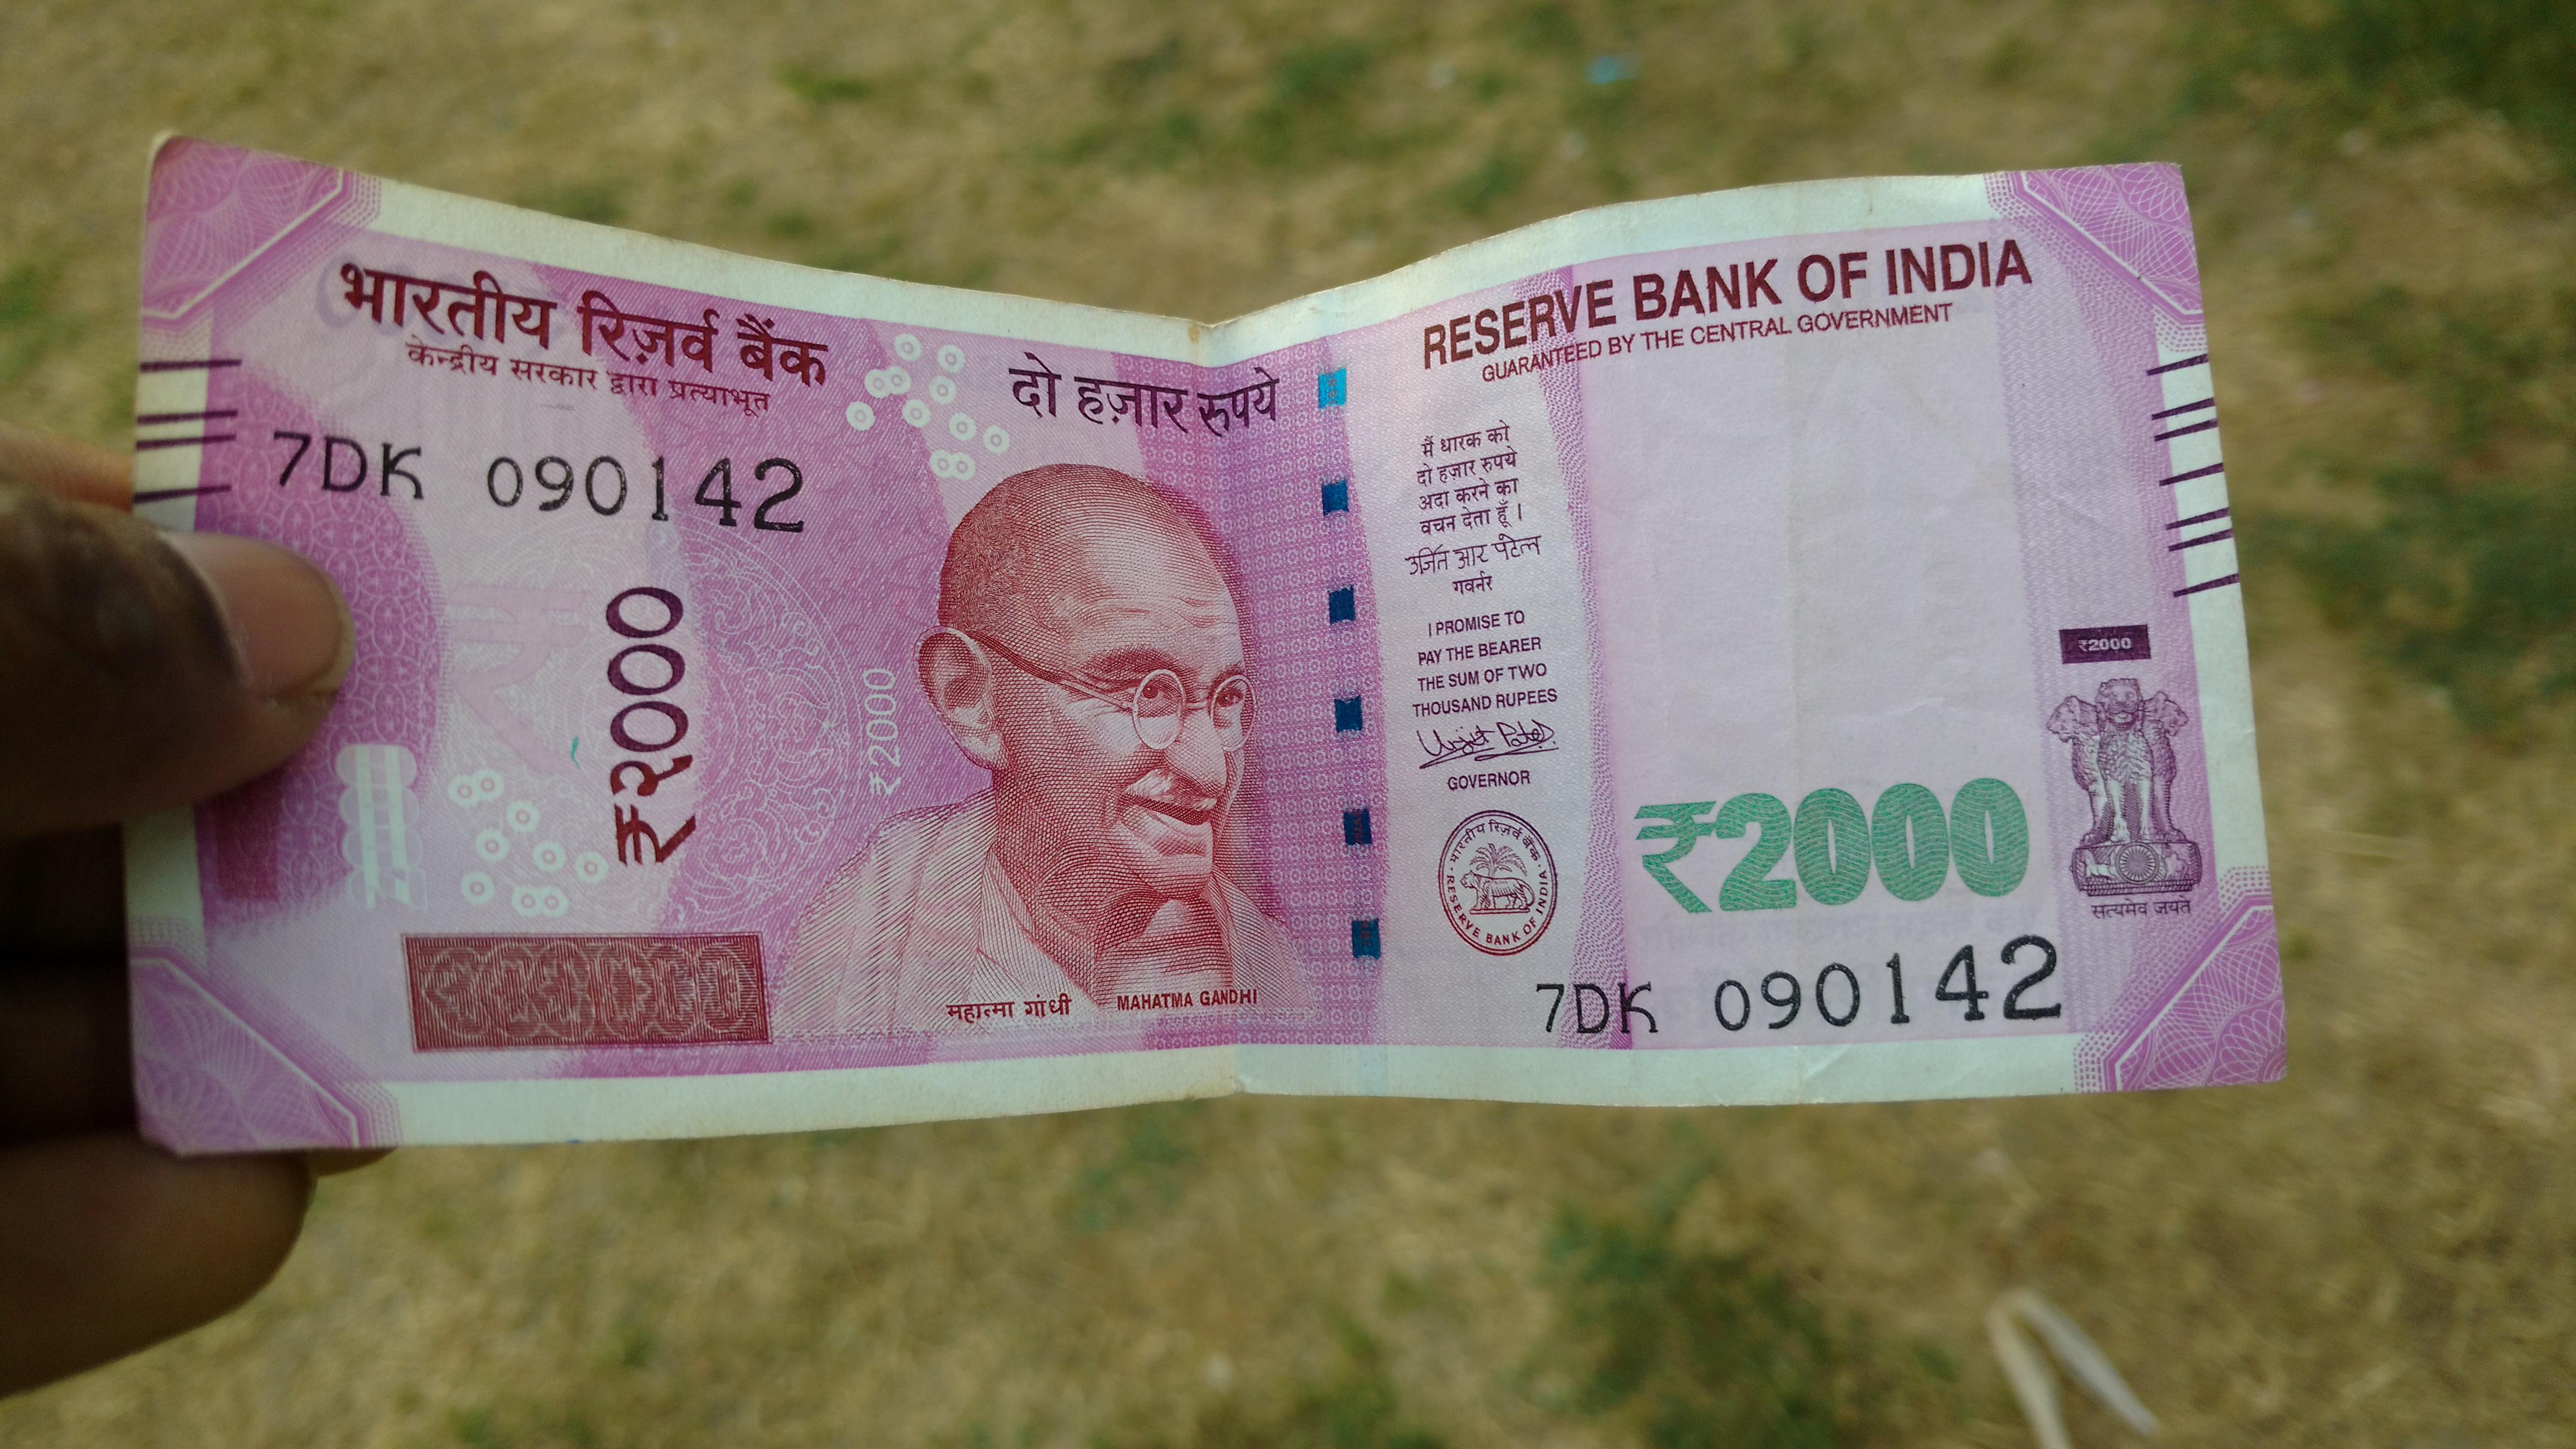 भारतीय रिज़र्व बैंक
केन्द्रीय सरकार द्वारा प्रत्याभूत
7DK 090142
दो हज़ार रुपये
₹२०००
₹2000
महात्मा गांधी MAHATMA GANDHI
RESERVE BANK OF INDIA
GUARANTEED BY THE CENTRAL GOVERNMENT
मैं धारक को
दो हज़ार रुपये
अदा करने का
वचन देता हूँ।
उर्जित आर पटेल
गवर्नर
I PROMISE TO
PAY THE BEARER
THE SUM OF TWO
THOUSAND RUPEES
Urjit Patel
GOVERNOR
भारतीय रिज़र्व बैंक
RESERVE BANK OF INDIA
₹2000
₹2000
सत्यमेव जयते
7DK 090142